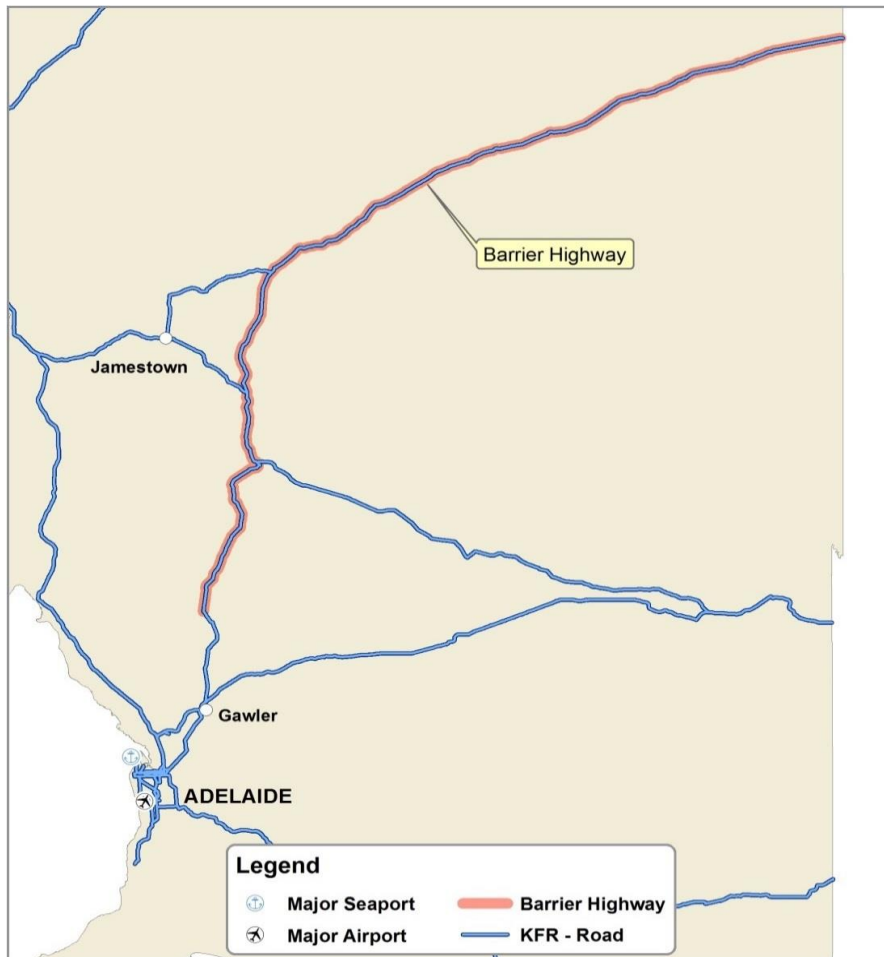 Barrier Highway
Jamestown
Gawler
ADELAIDE
Legend
Major Seaport
Barrier Highway
Major Airport
KFR - Road